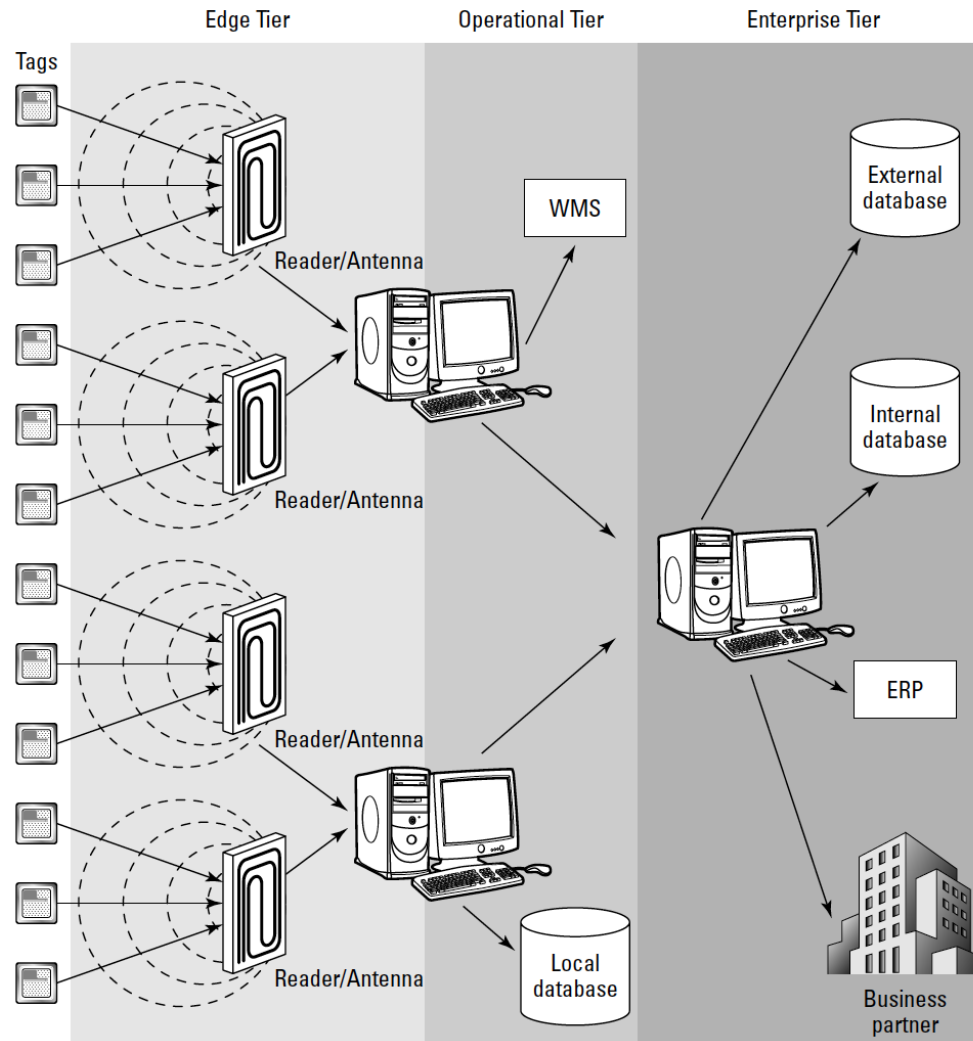 Edge Tier
Operational Tier
Enterprise Tier
Tags
External
database
WMS
Reader/Antenna
Internal
database
Reader/Antenna
ERP
Reader/Antenna
Local
database
Reader/Antenna
Business
partner